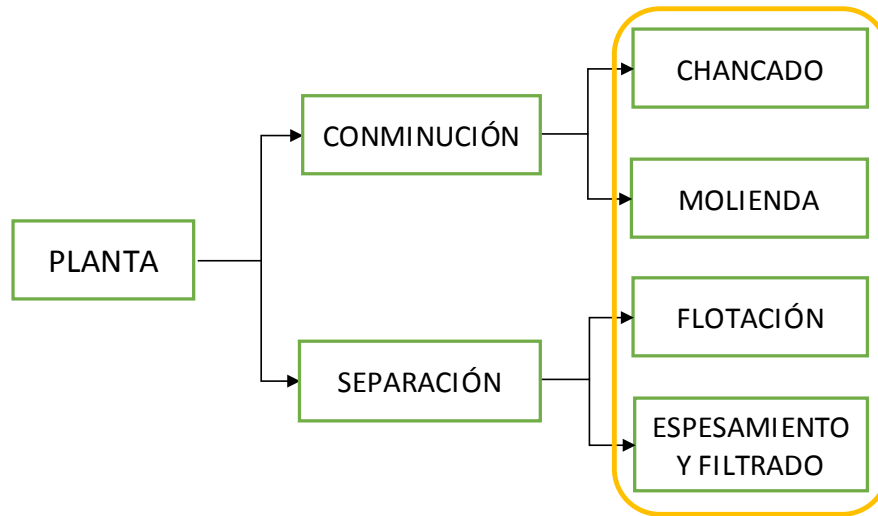 PLANTA
CONMINUCIÓN
CHANCADO
MOLIENDA
SEPARACIÓN
FLOTACIÓN
ESPESAMIENTO
Y FILTRADO